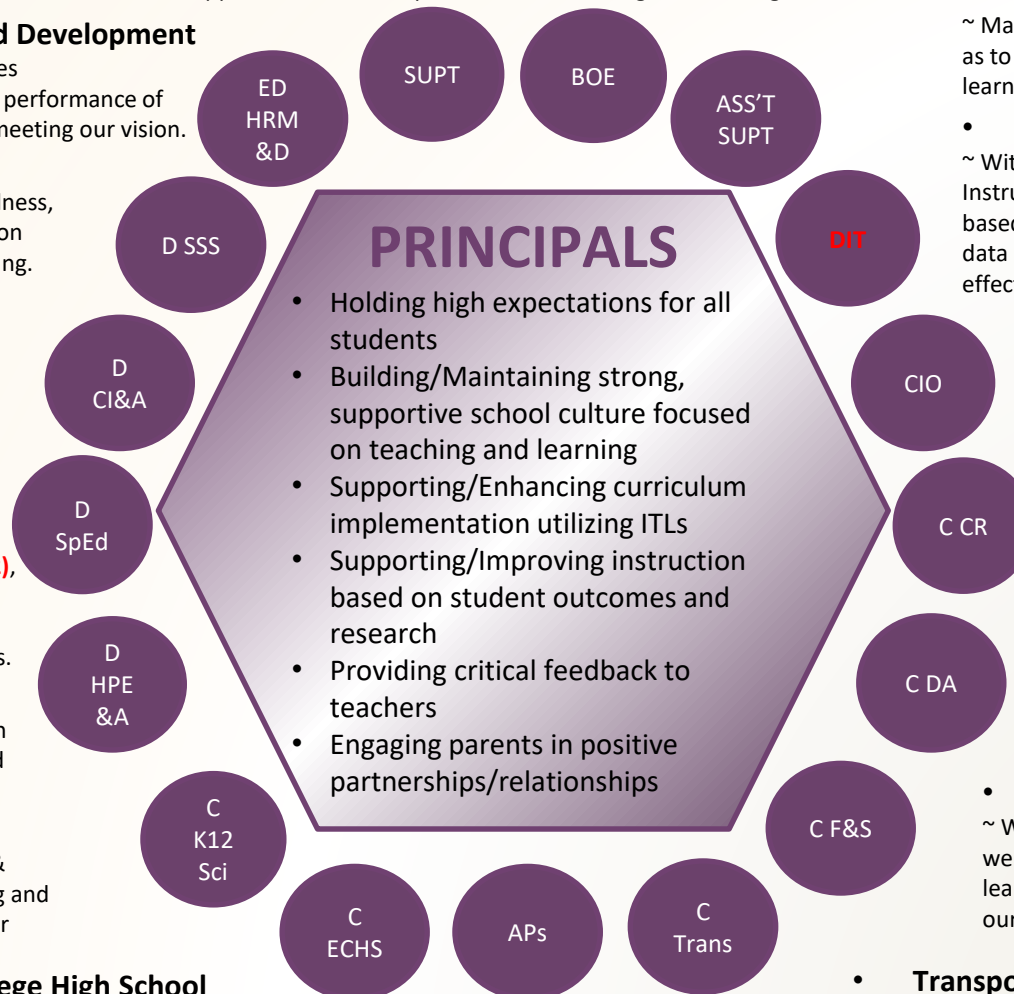 d Development
es
performance of
meeting our vision.
lness,
on
ng.
),
s.
n
d
&
g and
r
ege High School
ED
HRM
&D
SUPT
BOE
ASS'T
SUPT
DIT
CIO
C CR
C DA
C F&S
C
Trans
APs
C
ECHS
C
K12
Sci
D
HPE
&A
D
SpEd
D
CI&A
D SSS
PRINCIPALS
• Holding high expectations for all
students
• Building/Maintaining strong,
supportive school culture focused
on teaching and learning
• Supporting/Enhancing curriculum
implementation utilizing ITLs
• Supporting/Improving instruction
based on student outcomes and
research
• Providing critical feedback to
teachers
• Engaging parents in positive
partnerships/relationships
~ Ma
as to
learn
•
~ Wit
Instru
based
data
effect
•
~ W
we
lea
our
• Transpo